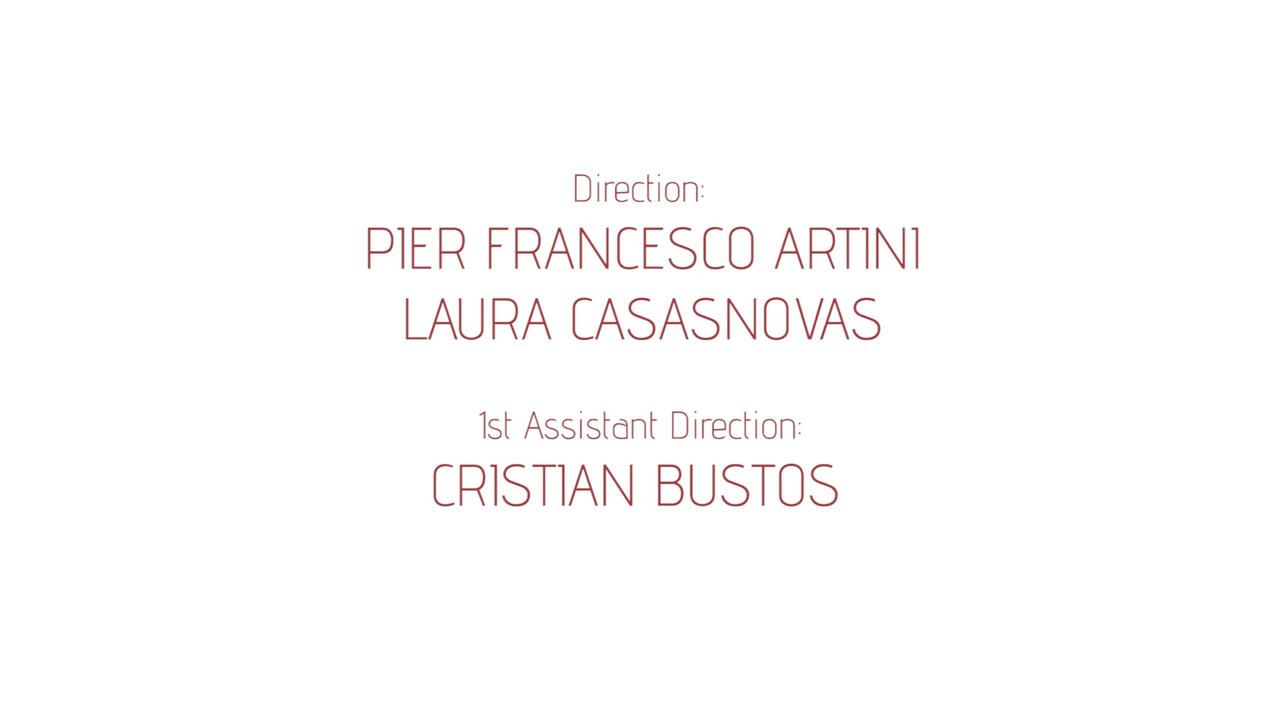 Direction:
PIER FRANCESCO ARTINI
LAURA CASASNOVAS
1st Assistant Direction:
CRISTIAN BUSTOS